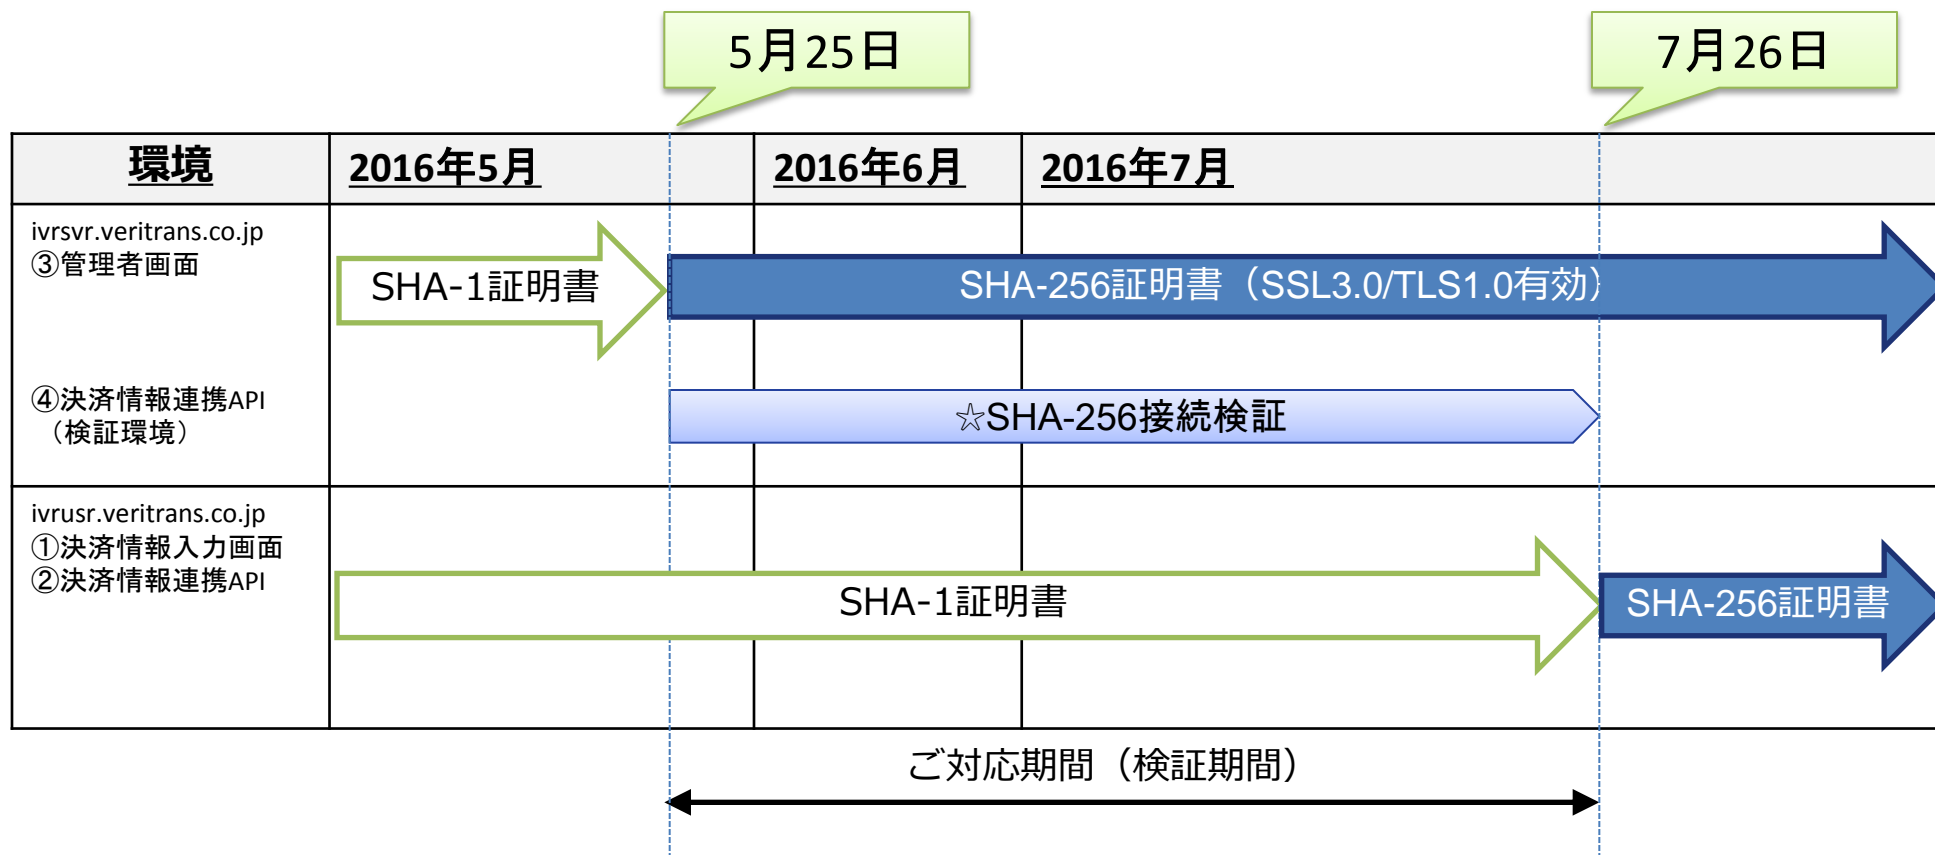 5月25日
7月26日
環境
2016年5月
2016年6月
2016年7月
ivrsvr.veritrans.co.jp
③管理者画面
SHA-1証明書
SHA-256証明書（SSL3.0/TLS1.0有効）
④決済情報連携API
（検証環境）
☆SHA-256接続検証
ivrusr.veritrans.co.jp
①決済情報入力画面
②決済情報連携API
SHA-1証明書
SHA-256証明書
ご対応期間（検証期間）